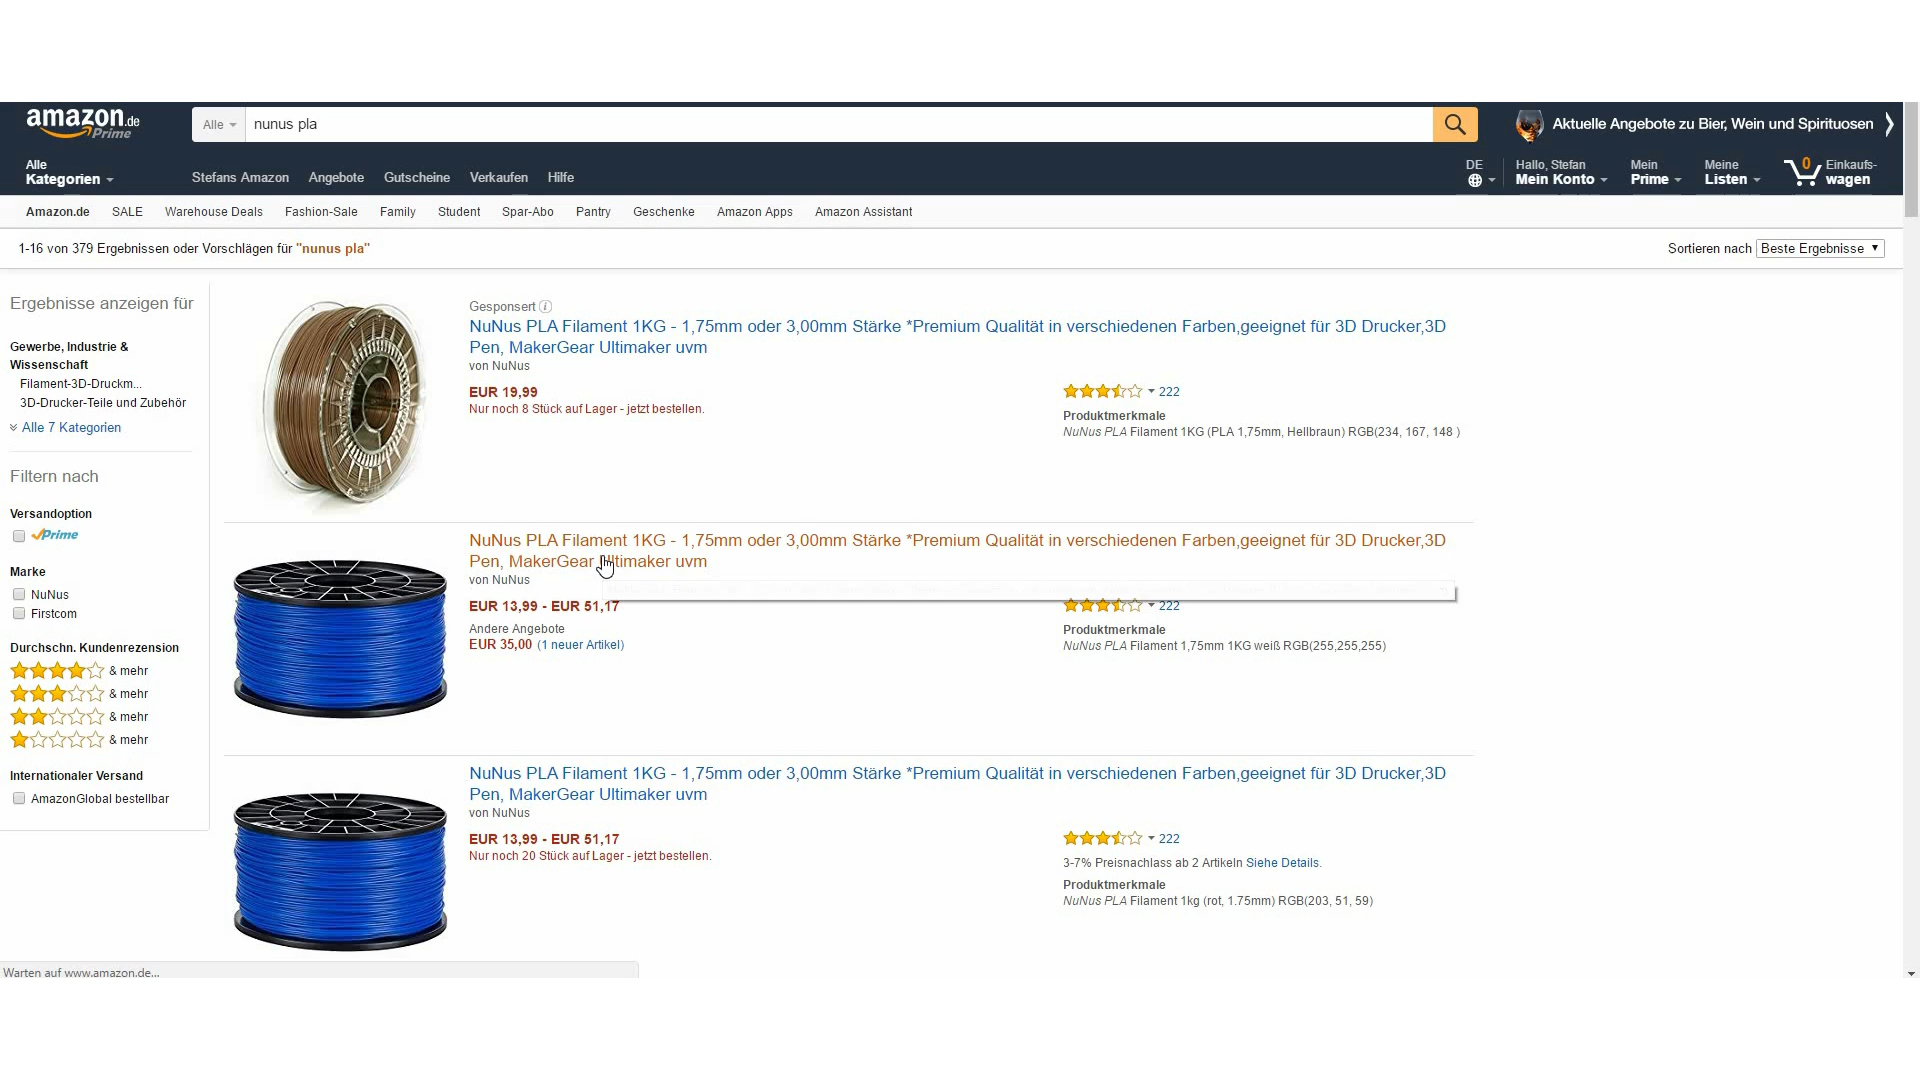 amazon.de
Prime
Alle
nunus pla
Aktuelle Angebote zu Bier, Wein und Spirituosen
Alle
Kategorien
Stefans Amazon
Angebote
Gutscheine
Verkaufen
Hilfe
DE
Hallo, Stefan
Mein Konto
Mein
Prime
Meine
Listen
0
Einkaufs-
wagen
Amazon.de
SALE
Warehouse Deals
Fashion-Sale
Family
Student
Spar-Abo
Pantry
Geschenke
Amazon Apps
Amazon Assistant
1-16 von 379 Ergebnissen oder Vorschlägen für "nunus pla"
Sortieren nach Beste Ergebnisse
Ergebnisse anzeigen für
Gewerbe, Industrie &
Wissenschaft
Filament-3D-Druckm...
3D-Drucker-Teile und Zubehör
Alle 7 Kategorien
Filtern nach
Versandoption
Prime
Marke
NuNus
Firstcom
Durchschn. Kundenrezension
& mehr
& mehr
& mehr
& mehr
Internationaler Versand
AmazonGlobal bestellbar
Gesponsert
NuNus PLA Filament 1KG - 1,75mm oder 3,00mm Stärke *Premium Qualität in verschiedenen Farben,geeignet für 3D Drucker,3D
Pen, MakerGear Ultimaker uvm
von NuNus
EUR 19,99
Nur noch 8 Stück auf Lager - jetzt bestellen.
222
Produktmerkmale
NuNus PLA Filament 1KG (PLA 1,75mm, Hellbraun) RGB(234, 167, 148 )
NuNus PLA Filament 1KG - 1,75mm oder 3,00mm Stärke *Premium Qualität in verschiedenen Farben,geeignet für 3D Drucker,3D
Pen, MakerGear Ultimaker uvm
von NuNus
EUR 13,99 - EUR 51,17
Andere Angebote
EUR 35,00 (1 neuer Artikel)
222
Produktmerkmale
NuNus PLA Filament 1,75mm 1KG weiß RGB(255,255,255)
NuNus PLA Filament 1KG - 1,75mm oder 3,00mm Stärke *Premium Qualität in verschiedenen Farben,geeignet für 3D Drucker,3D
Pen, MakerGear Ultimaker uvm
von NuNus
EUR 13,99 - EUR 51,17
Nur noch 20 Stück auf Lager - jetzt bestellen.
222
3-7% Preisnachlass ab 2 Artikeln Siehe Details.
Produktmerkmale
NuNus PLA Filament 1kg (rot, 1.75mm) RGB(203, 51, 59)
Warten auf www.amazon.de...